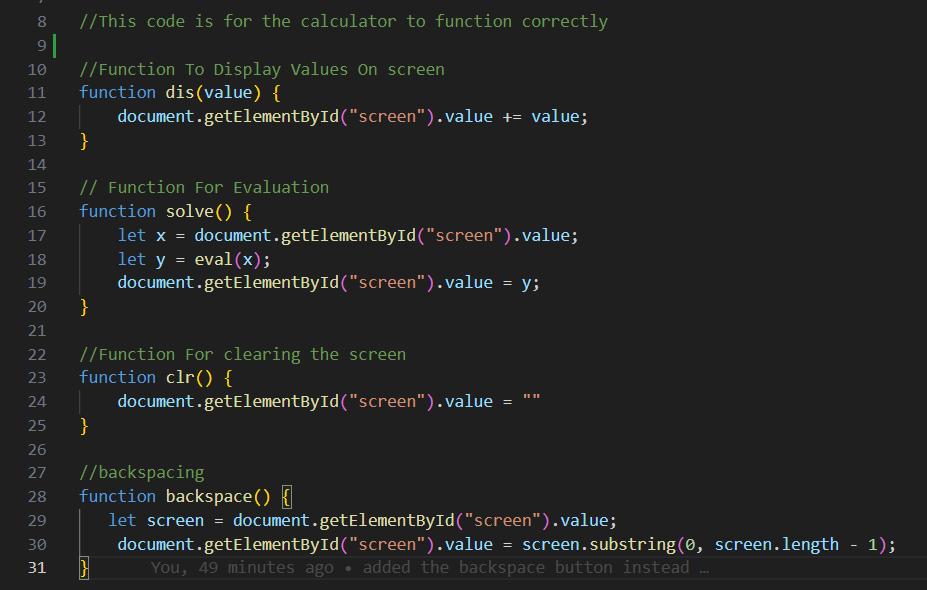 8 //This code is for the calculator to function correctly
9
10 //Function To Display Values On screen
11 function dis(value) {
12     document.getElementById("screen").value += value;
13 }
14
15 // Function For Evaluation
16 function solve() {
17     let x = document.getElementById("screen").value;
18     let y = eval(x);
19     document.getElementById("screen").value = y;
20 }
21
22 //Function For clearing the screen
23 function clr() {
24     document.getElementById("screen").value = ""
25 }
26
27 //backspacing
28 function backspace() {
29    let screen = document.getElementById("screen").value;
30     document.getElementById("screen").value = screen.substring(0, screen.length - 1);
31 }      You, 49 minutes ago • added the backspace button instead …